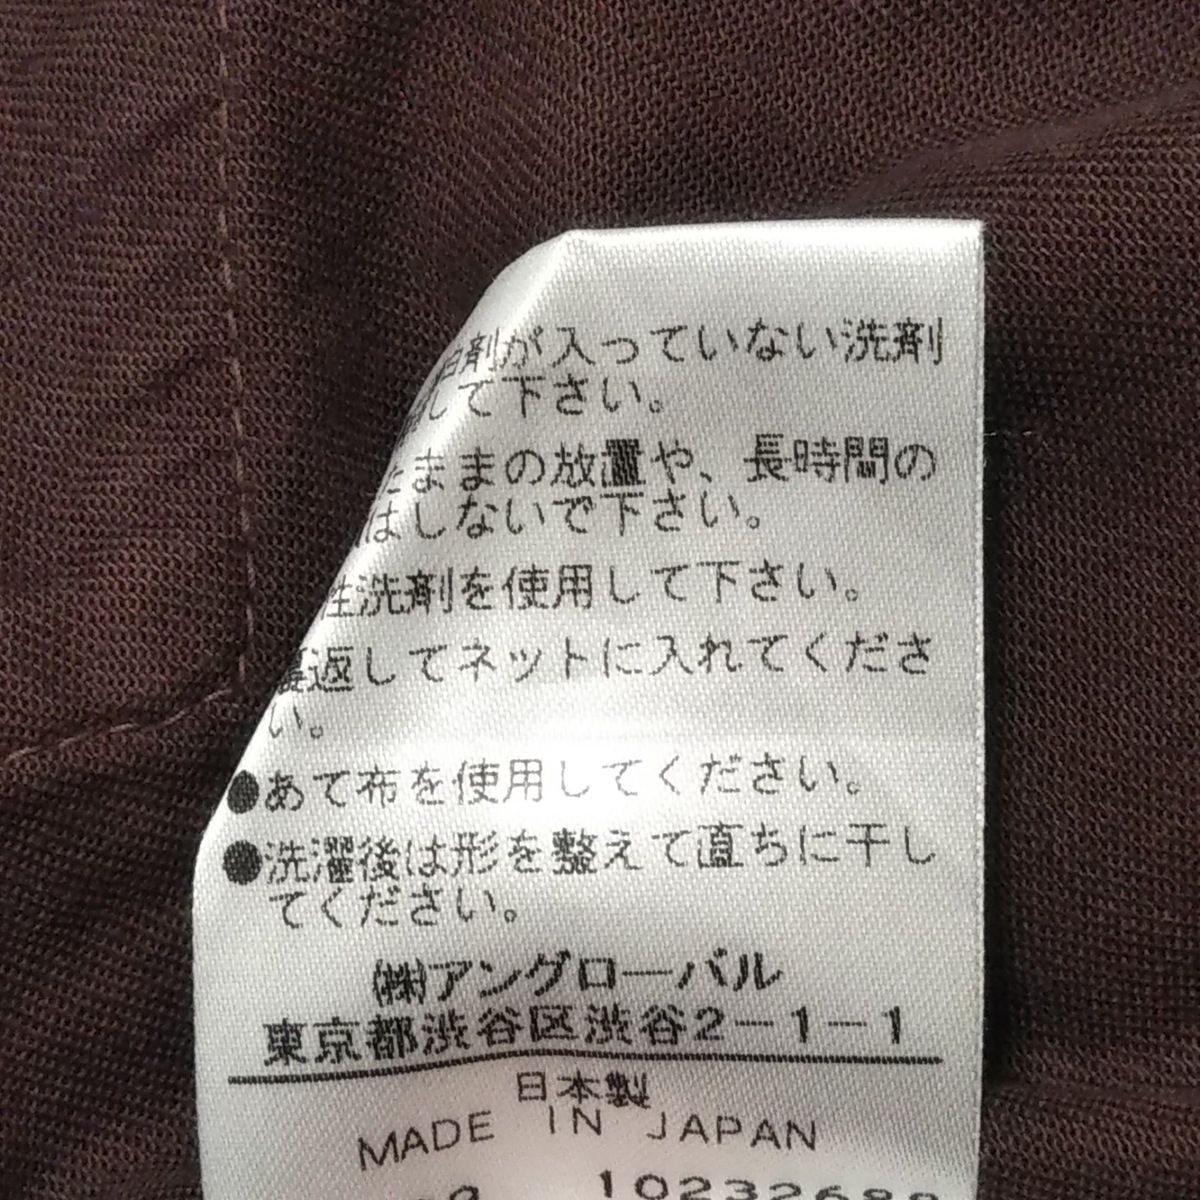 白剤が入っていない洗剤
して下さい。
たままの放置や、長時間の
はしないで下さい。
性洗剤を使用して下さい。
裏返してネットに入れてくださ
い。
●あて布を使用してください。
●洗濯後は形を整えて直ちに干し
てください。
(株)アングローバル
東京都渋谷区渋谷2-1-1
日本製
MADE IN JAPAN